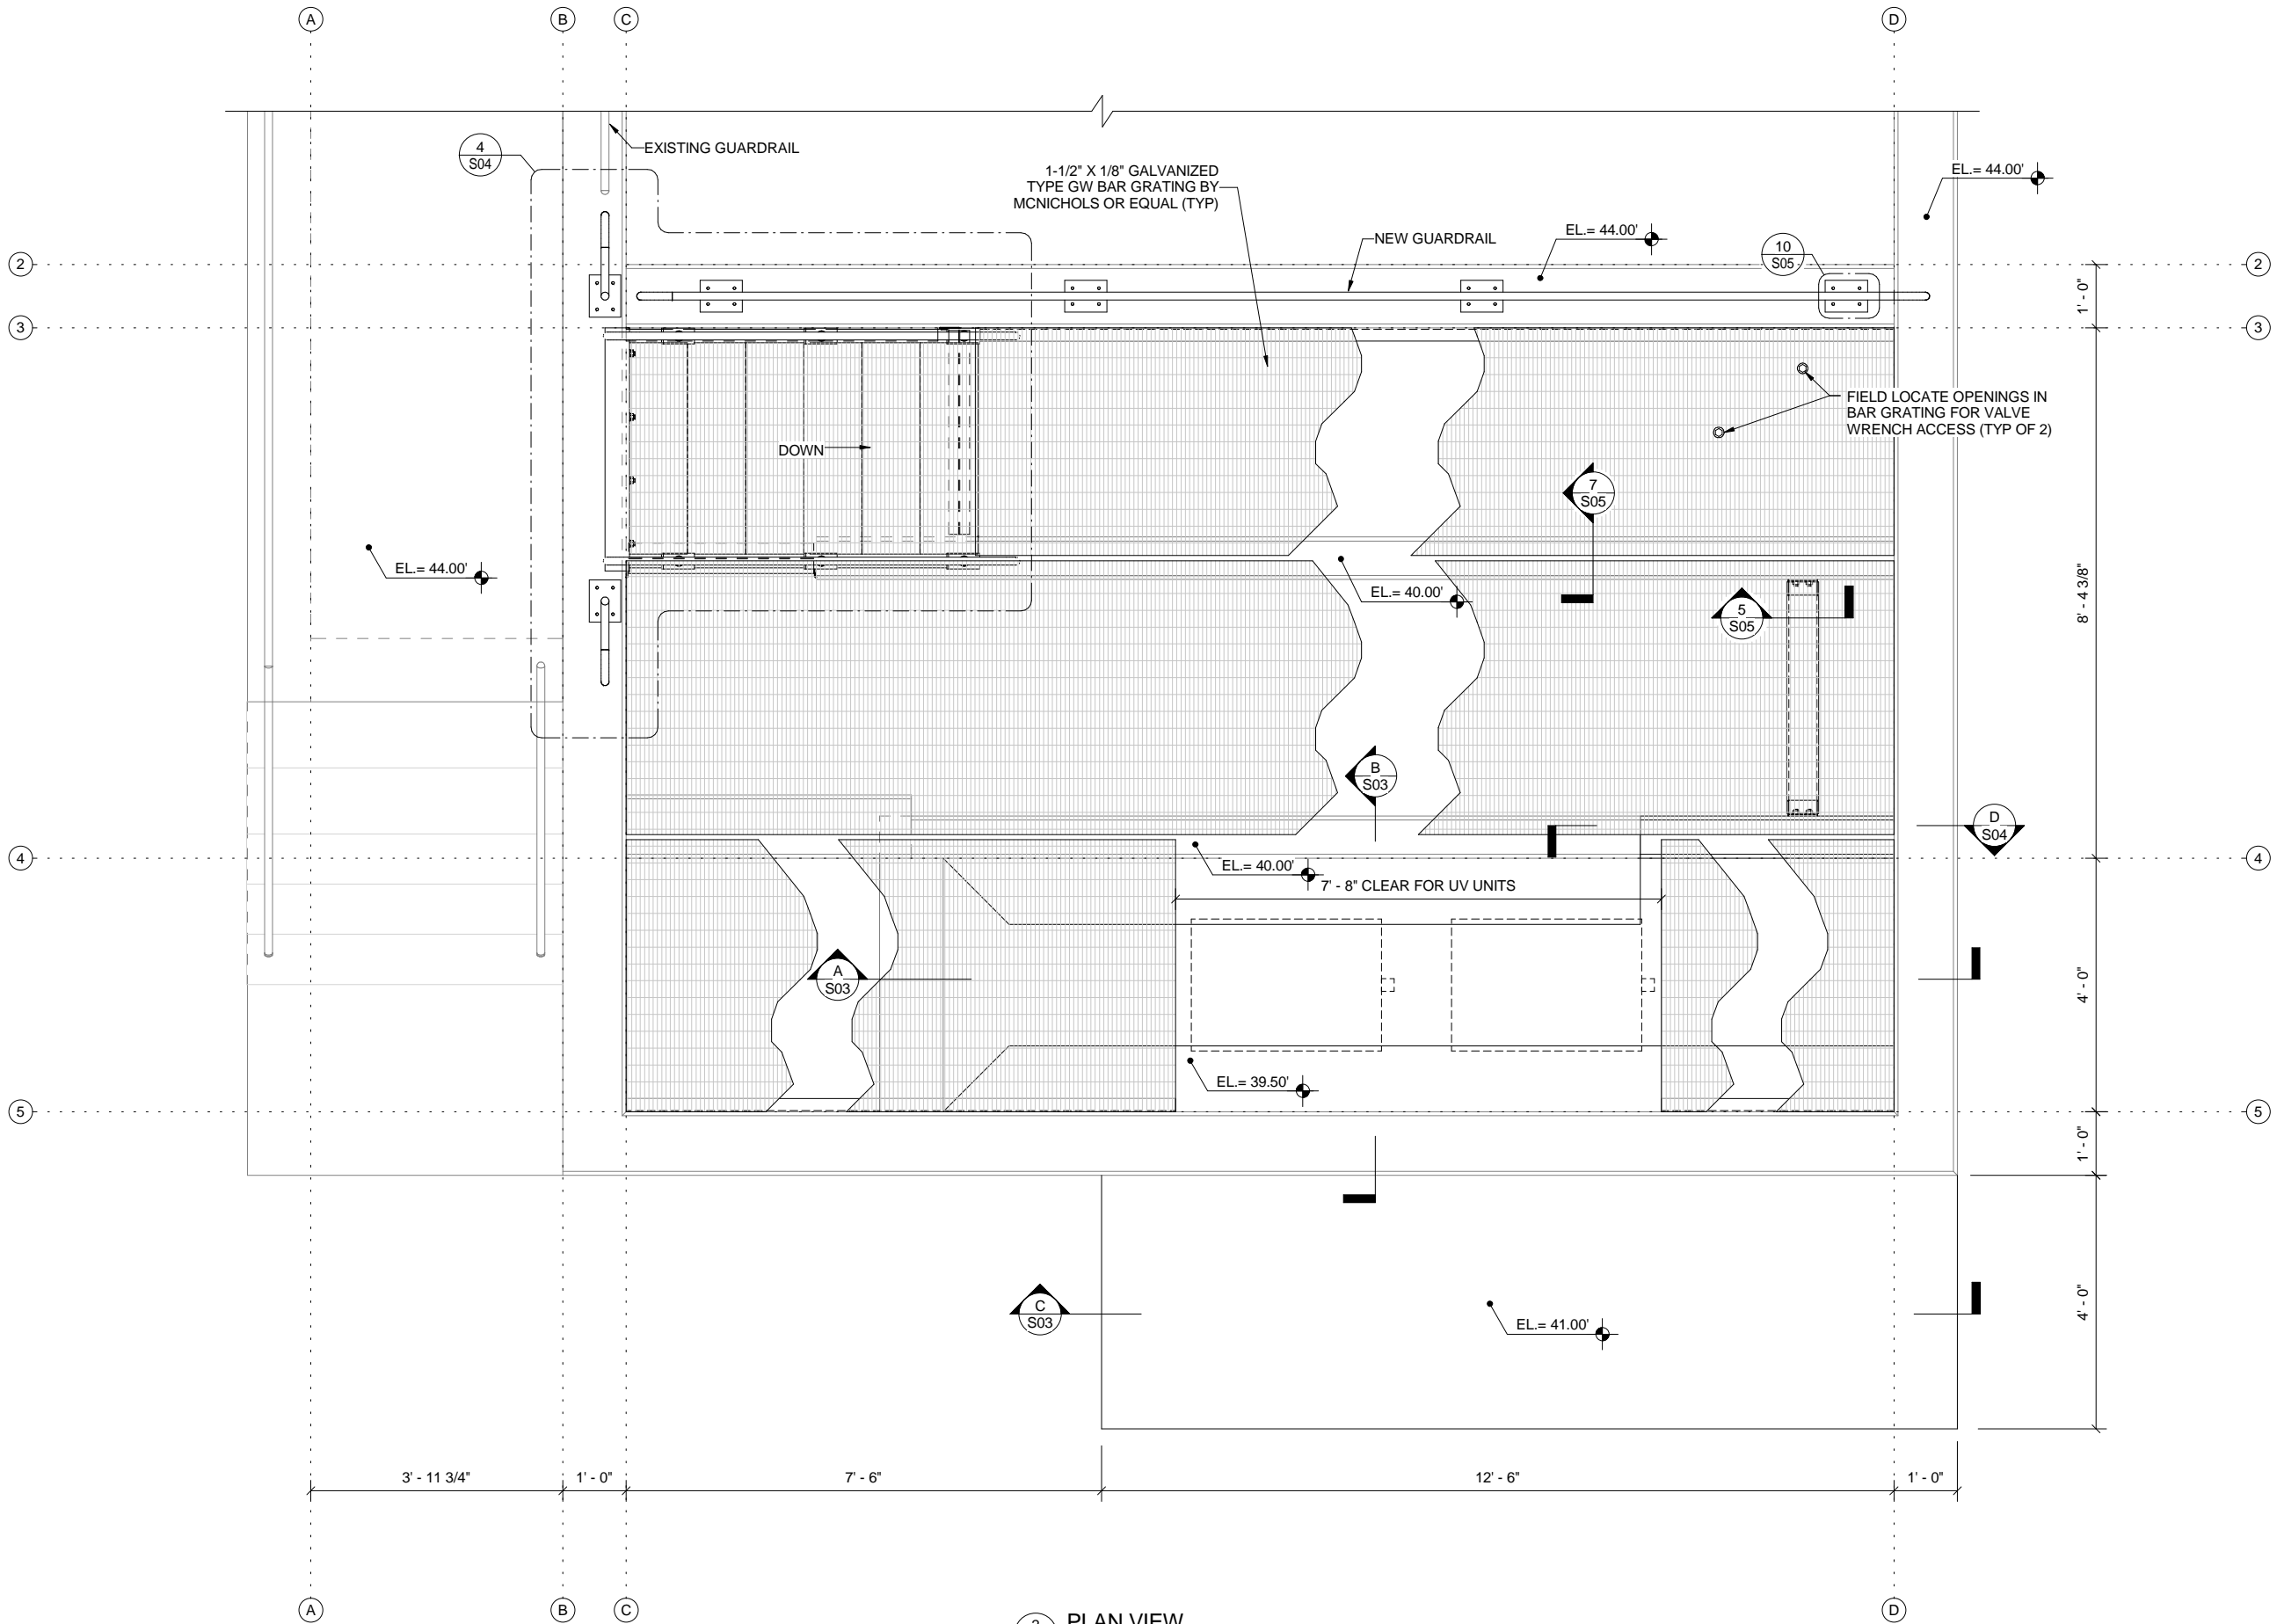 A
B
C
D
4
S04
EXISTING GUARDRAIL
1-1/2" X 1/8" GALVANIZED
TYPE GW BAR GRATING BY
MCNICHOLS OR EQUAL (TYP)
EL.= 44.00'
NEW GUARDRAIL
EL.= 44.00'
10
S05
2
2
1' - 0"
3
3
FIELD LOCATE OPENINGS IN
BAR GRATING FOR VALVE
WRENCH ACCESS (TYP OF 2)
DOWN
7
S05
EL.= 44.00'
EL.= 40.00'
5
S05
8' - 4 3/8"
B
S03
D
S04
4
4
EL.= 40.00'
7' - 8" CLEAR FOR UV UNITS
A
S03
4' - 0"
EL.= 39.50'
5
5
1' - 0"
C
S03
EL.= 41.00'
4' - 0"
3' - 11 3/4"
1' - 0"
7' - 6"
12' - 6"
1' - 0"
A
B
C
D
PLAN VIEW